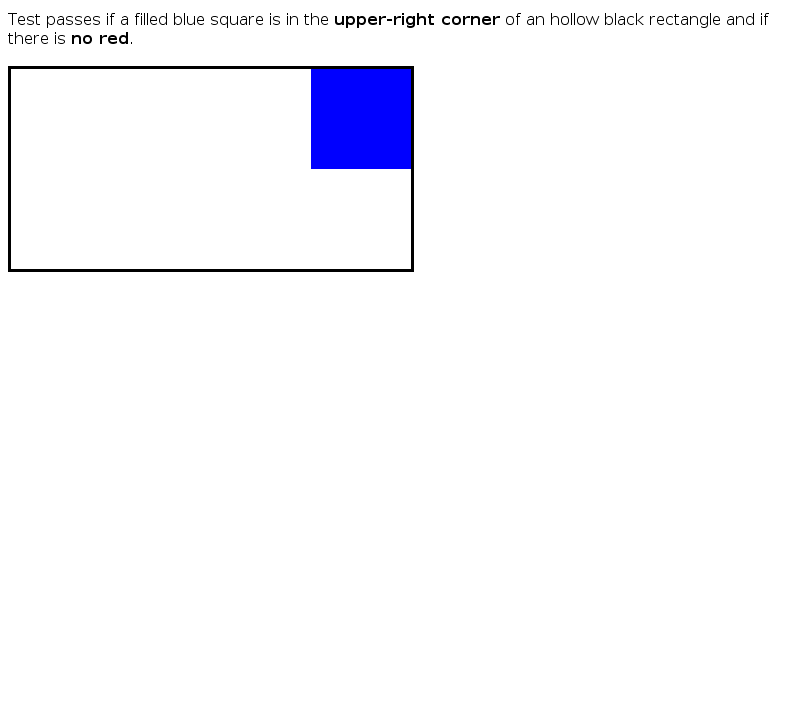 Test passes if a filled blue square is in the upper-right corner of an hollow black rectangle and if
there is no red.